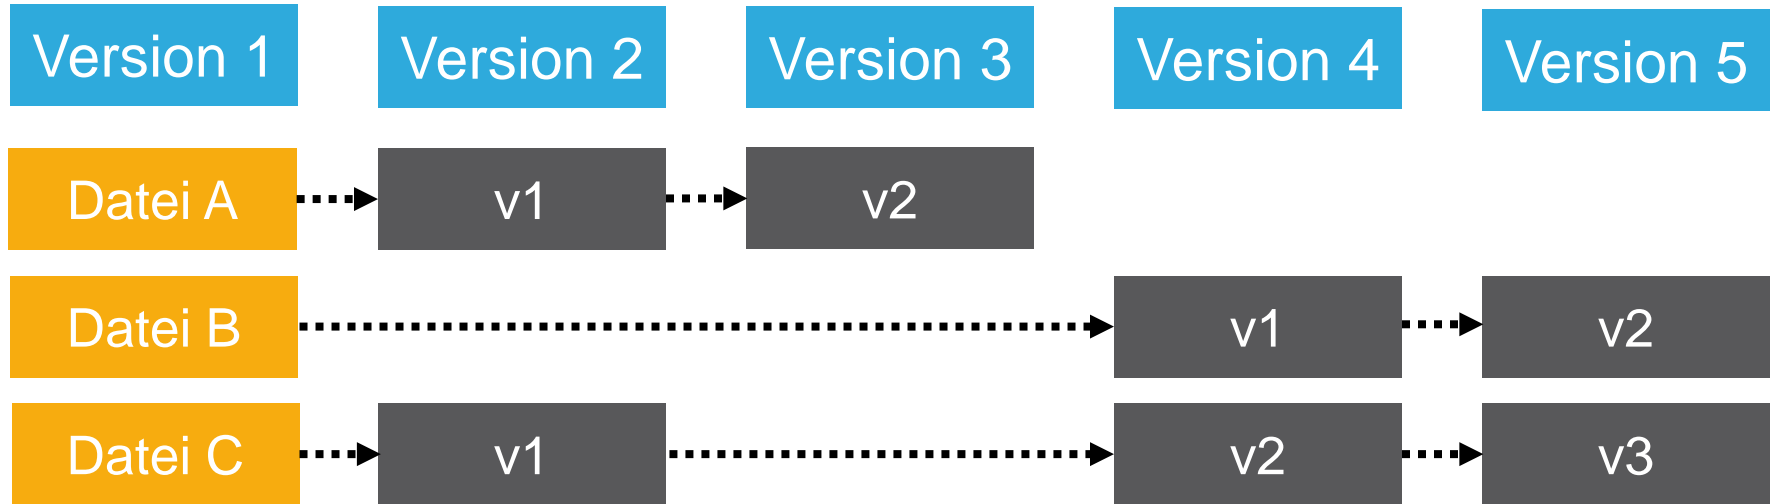 Version 1 Version 2 Version 3 Version 4 Version 5
Datei A v1 v2
Datei B v1 v2
Datei C v1 v2 v3